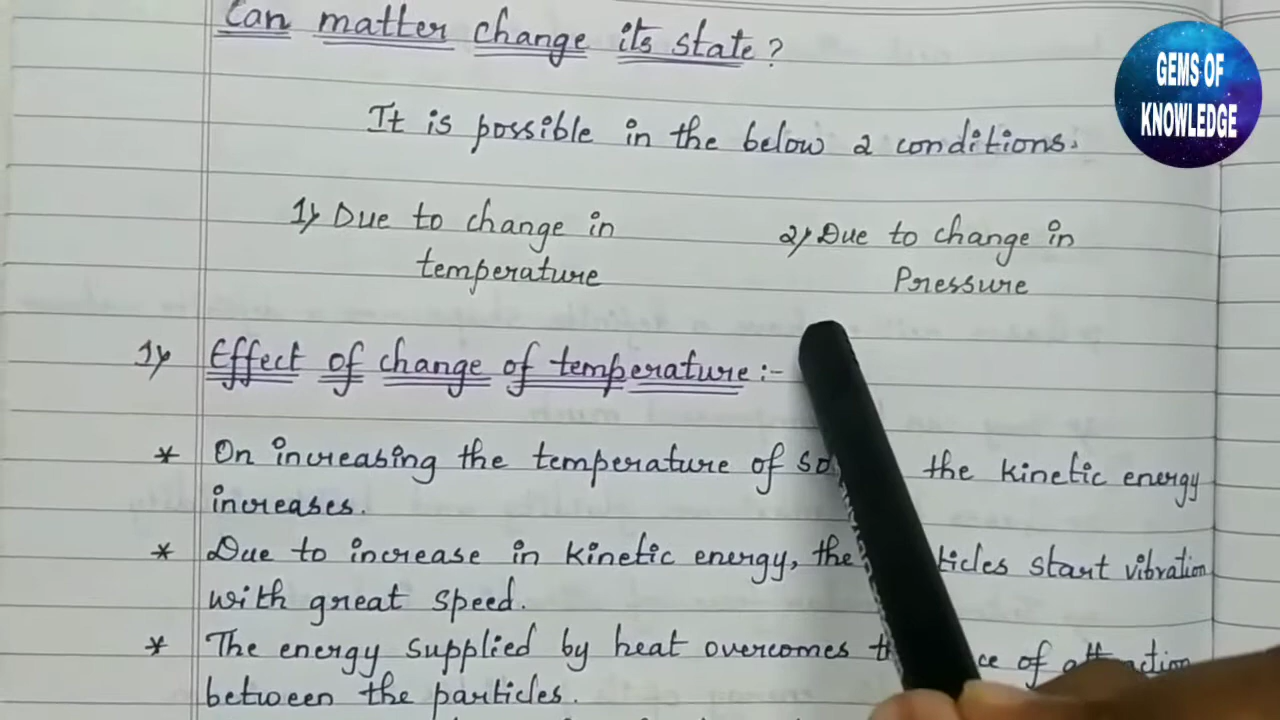 Can matter change its state?
GEMS OF
KNOWLEDGE
It is possible in the below 2 conditions.
1) Due to change in
temperature
2) Due to change in
Pressure
1) Effect of change of temperature :-
* On increasing the temperature of the kinetic energy
increases.
* Due to increase in kinetic energy, the start vibration
with great speed.
* The energy supplied by heat overcomes of
between the particles.